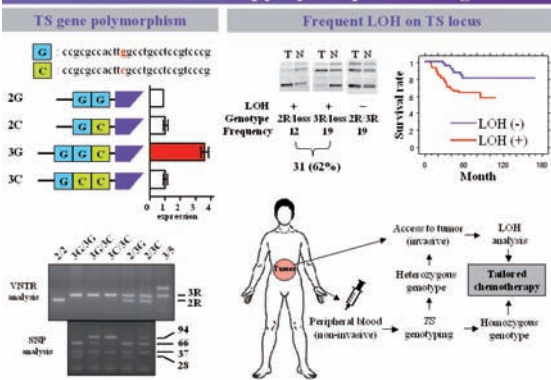 TS gene polymorphism
G : ccgcgccacttggcctgcctccgtcccg
C : ccgcgccacttcgcctgcctccgtcccg
2G G G
2C G C
3G G G C
3C G C C
0 1 2 3 4
expression
VNTR analysis
2/2 3G/3G 3G/3C 3C/3C 2/3G 2/3C 3/5
3R
2R
SNP analysis
94
66
37
28
Frequent LOH on TS locus
T N T N T N
LOH + + –
Genotype 2R/loss 3R/loss 2R/3R
Frequency 12 19 19
31 (62%)
Survival rate
1
0.8
0.6
0.4
0.2
0
LOH (-)
LOH (+)
0 60 120 180
Month
Tumor
Access to tumor
(invasive)
LOH
analysis
Heterozygous
genotype
Tailored
chemotherapy
Peripheral blood
(non-invasive)
TS
genotyping
Homozygous
genotype